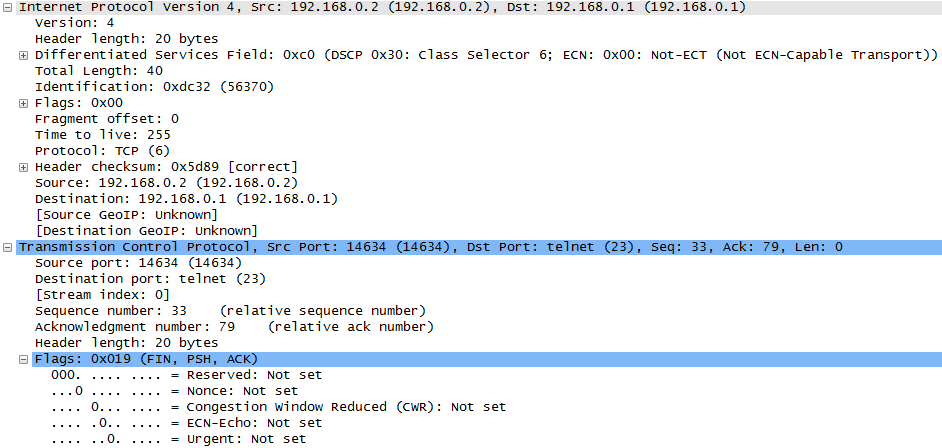 Internet Protocol Version 4, Src: 192.168.0.2 (192.168.0.2), Dst: 192.168.0.1 (192.168.0.1)
Version: 4
Header length: 20 bytes
Differentiated Services Field: 0xc0 (DSCP 0x30: Class Selector 6; ECN: 0x00: Not-ECT (Not ECN-Capable Transport))
Total Length: 40
Identification: 0xdc32 (56370)
Flags: 0x00
Fragment offset: 0
Time to live: 255
Protocol: TCP (6)
Header checksum: 0x5d89 [correct]
Source: 192.168.0.2 (192.168.0.2)
Destination: 192.168.0.1 (192.168.0.1)
[Source GeoIP: Unknown]
[Destination GeoIP: Unknown]
Transmission Control Protocol, Src Port: 14634 (14634), Dst Port: telnet (23), Seq: 33, Ack: 79, Len: 0
Source port: 14634 (14634)
Destination port: telnet (23)
[Stream index: 0]
Sequence number: 33    (relative sequence number)
Acknowledgment number: 79    (relative ack number)
Header length: 20 bytes
Flags: 0x019 (FIN, PSH, ACK)
000. .... .... = Reserved: Not set
...0 .... .... = Nonce: Not set
.... 0... .... = Congestion Window Reduced (CWR): Not set
.... .0.. .... = ECN-Echo: Not set
.... ..0. .... = Urgent: Not set